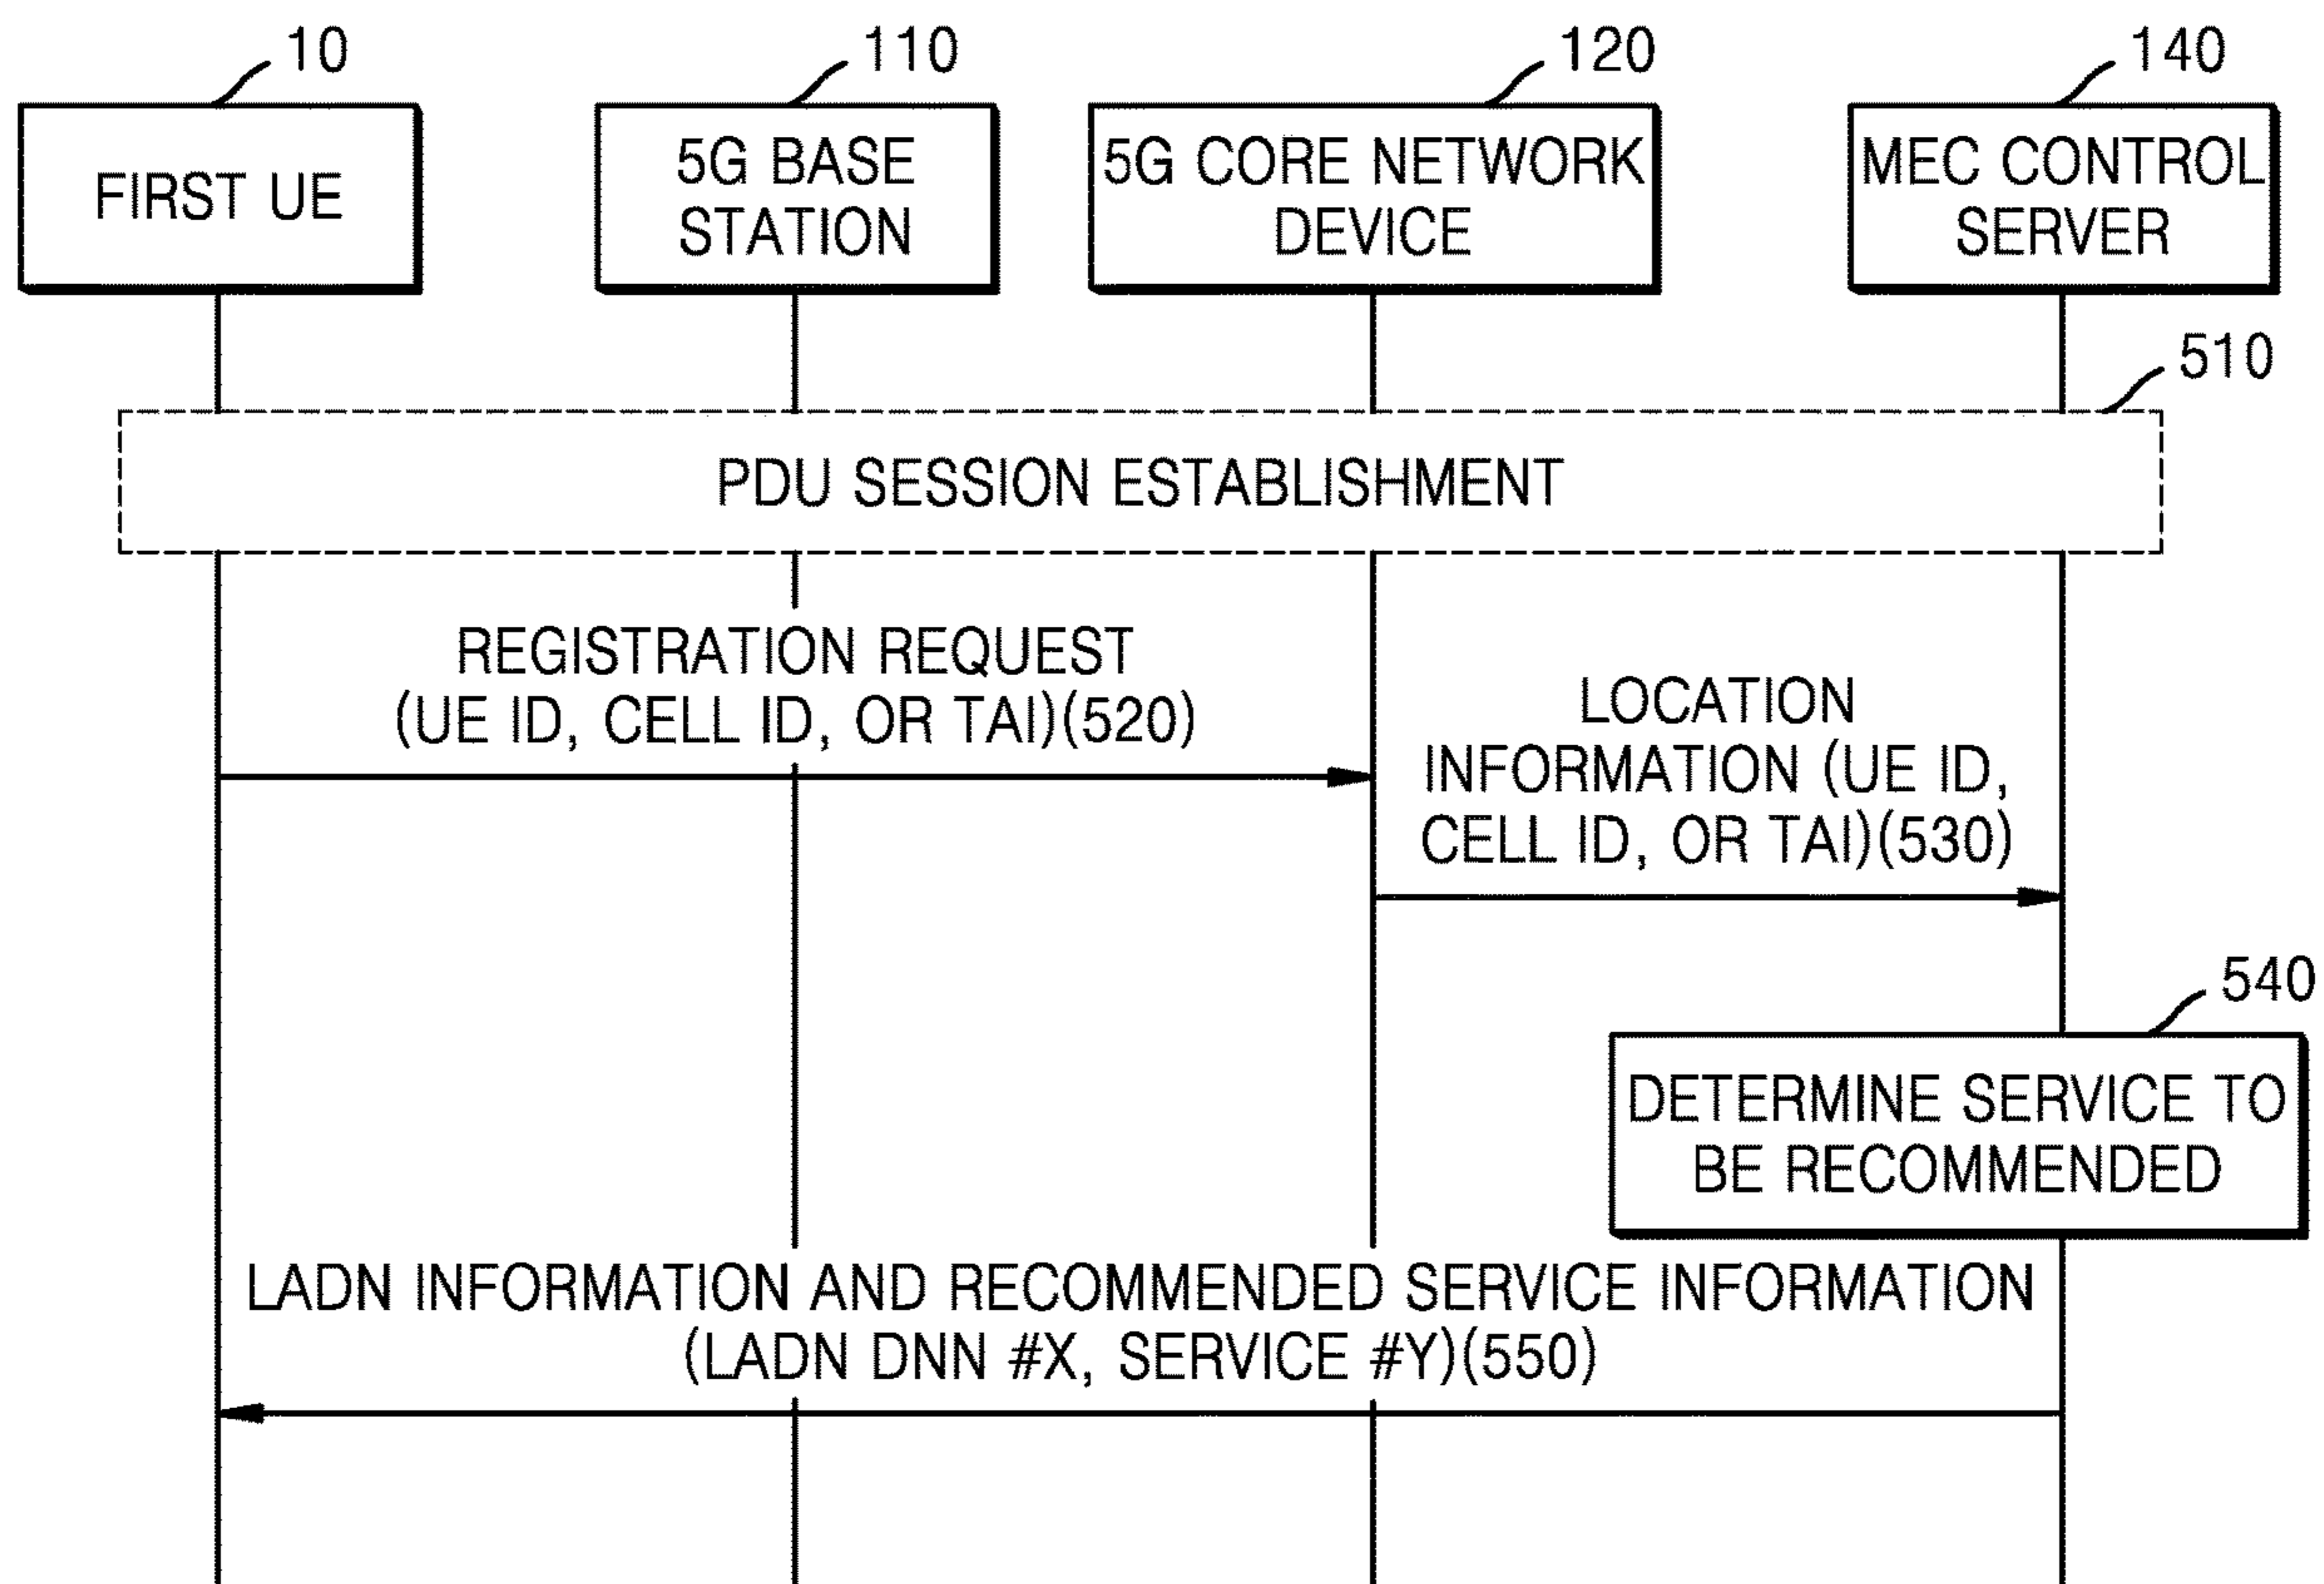 10
110
120
140
FIRST UE
5G BASE
STATION
5G CORE NETWORK
DEVICE
MEC CONTROL
SERVER
510
PDU SESSION ESTABLISHMENT
REGISTRATION REQUEST
(UE ID, CELL ID, OR TAI)(520)
LOCATION
INFORMATION (UE ID,
CELL ID, OR TAI)(530)
540
DETERMINE SERVICE TO
BE RECOMMENDED
LADN INFORMATION AND RECOMMENDED SERVICE INFORMATION
(LADN DNN #X, SERVICE #Y)(550)